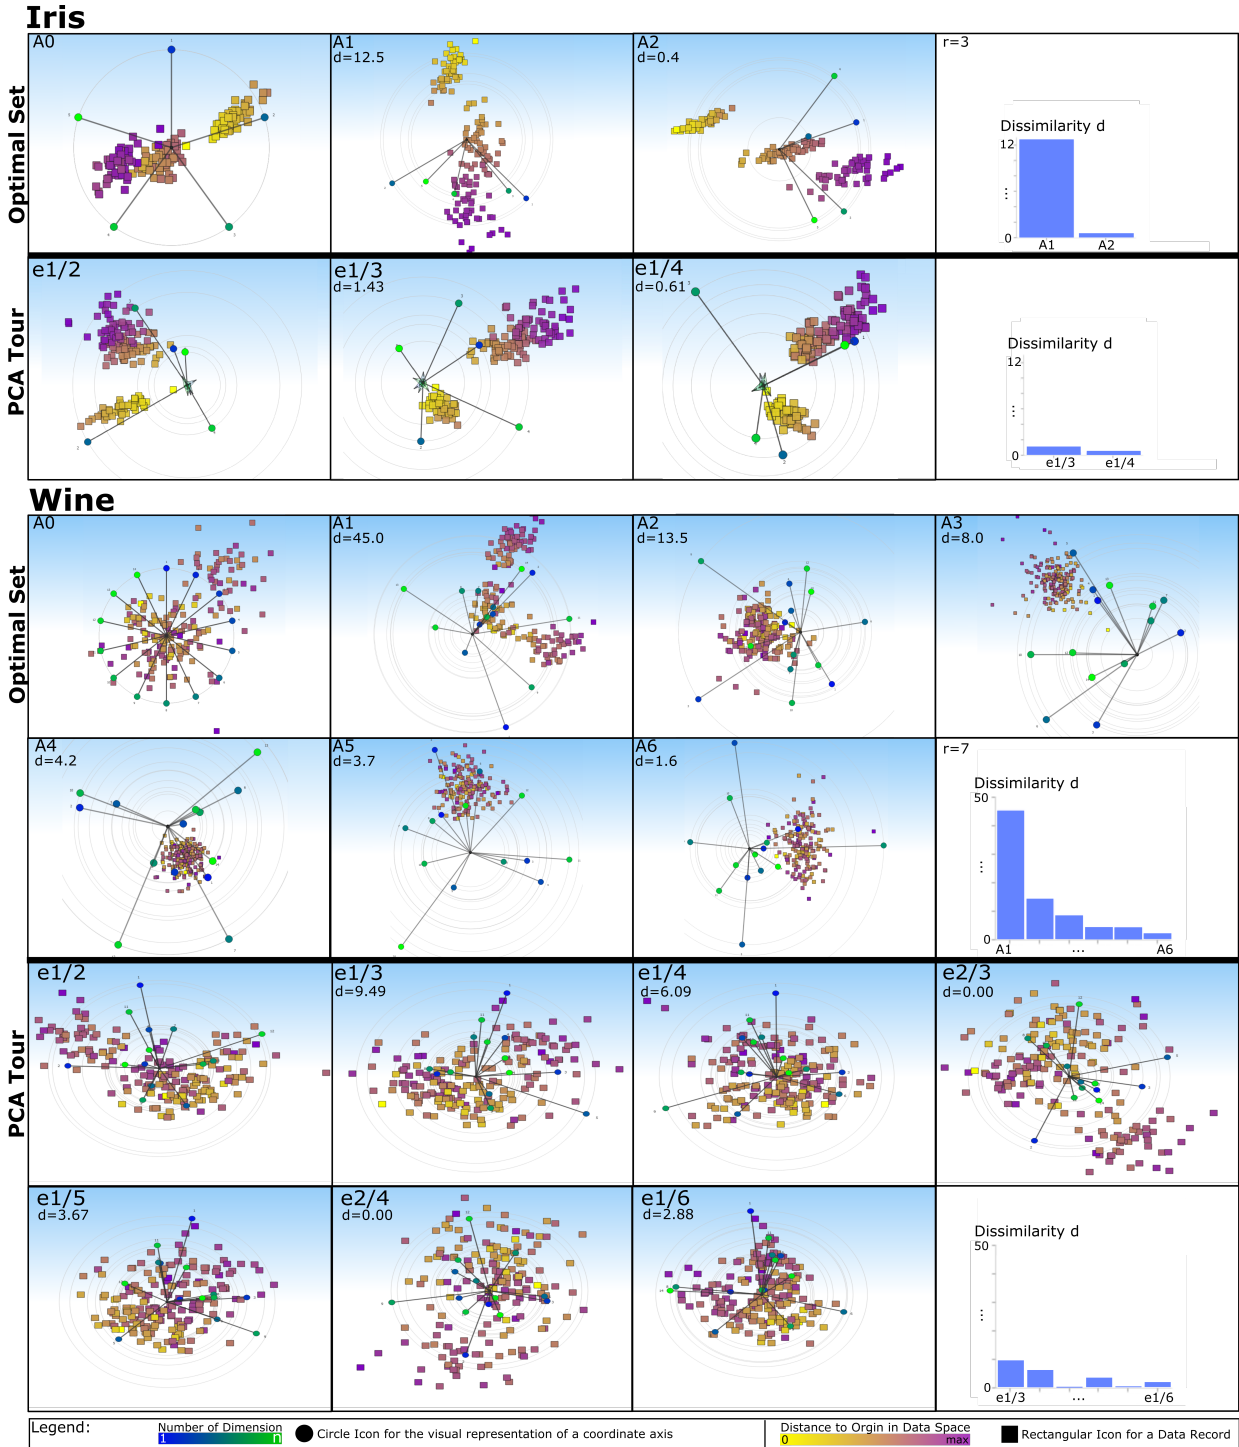 Iris
Optimal Set
A0
A1
d=12.5
A2
d=0.4
r=3
Dissimilarity d
12
...
0
A1 A2
PCA Tour
e1/2
e1/3
d=1.43
e1/4
d=0.61
Dissimilarity d
12
...
0
e1/3 e1/4
Wine
Optimal Set
A0
A1
d=45.0
A2
d=13.5
A3
d=8.0
A4
d=4.2
A5
d=3.7
A6
d=1.6
r=7
Dissimilarity d
50
...
0
A1 ... A6
PCA Tour
e1/2
e1/3
d=9.49
e1/4
d=6.09
e2/3
d=0.00
e1/5
d=3.67
e2/4
d=0.00
e1/6
d=2.88
Dissimilarity d
50
...
0
e1/3 ... e1/6
Legend:
Number of Dimension
1 n
Circle Icon for the visual representation of a coordinate axis
Distance to Orgin in Data Space
0 max
Rectangular Icon for a Data Record